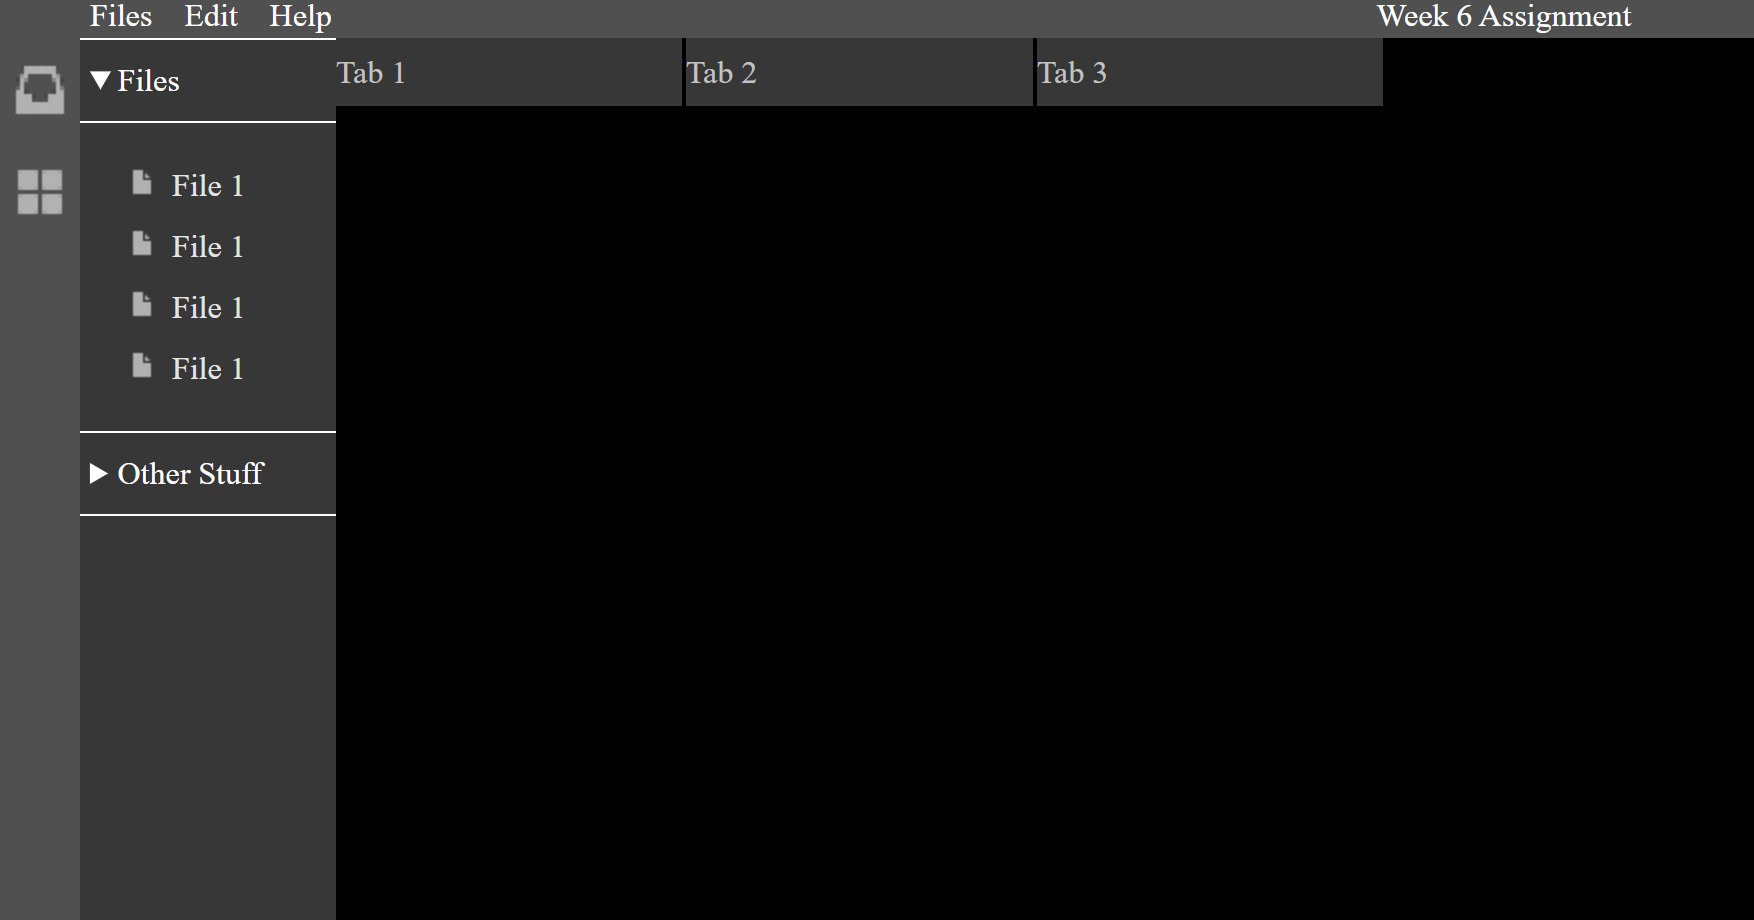 Files Edit Help Week 6 Assignment
Files
Tab 1 Tab 2 Tab 3
File 1
File 1
File 1
File 1
Other Stuff